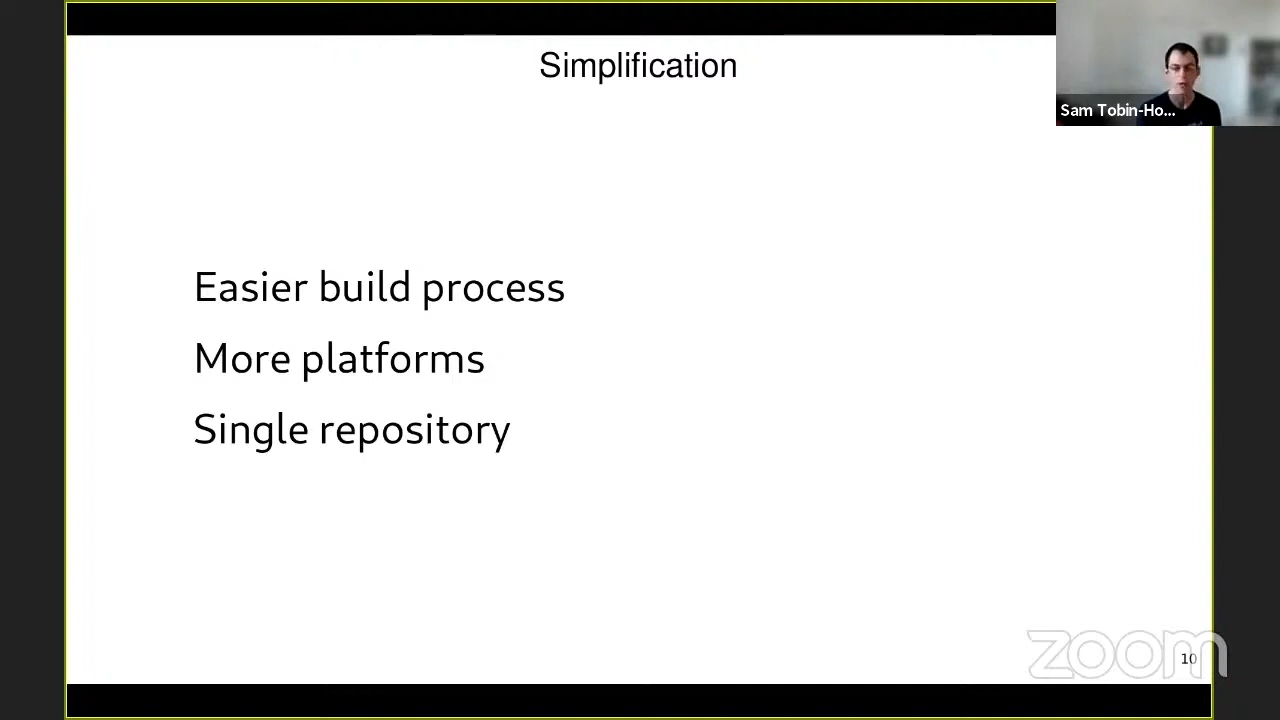 Simplification
Sam Tobin-Ho...
Easier build process
More platforms
Single repository
zoom
10